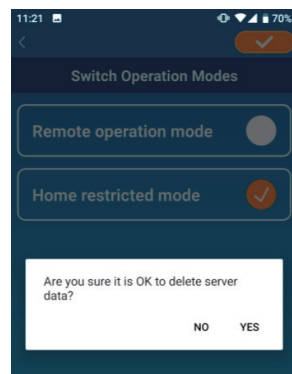 11:21 70%
Switch Operation Modes
Remote operation mode
Home restricted mode
Are you sure it is OK to delete server
data?
NO YES